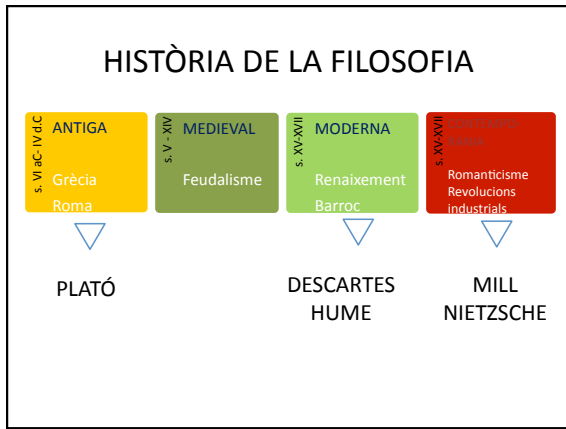 HISTÒRIA DE LA FILOSOFIA
s. VI aC- IV d.C
ANTIGA
Grècia
Roma
s. V - XIV
MEDIEVAL
Feudalisme
s. XV-XVII
MODERNA
Renaixement
Barroc
s. XV-XVII
Romanticisme
Revolucions
industrials
PLATÓ
DESCARTES
HUME
MILL
NIETZSCHE